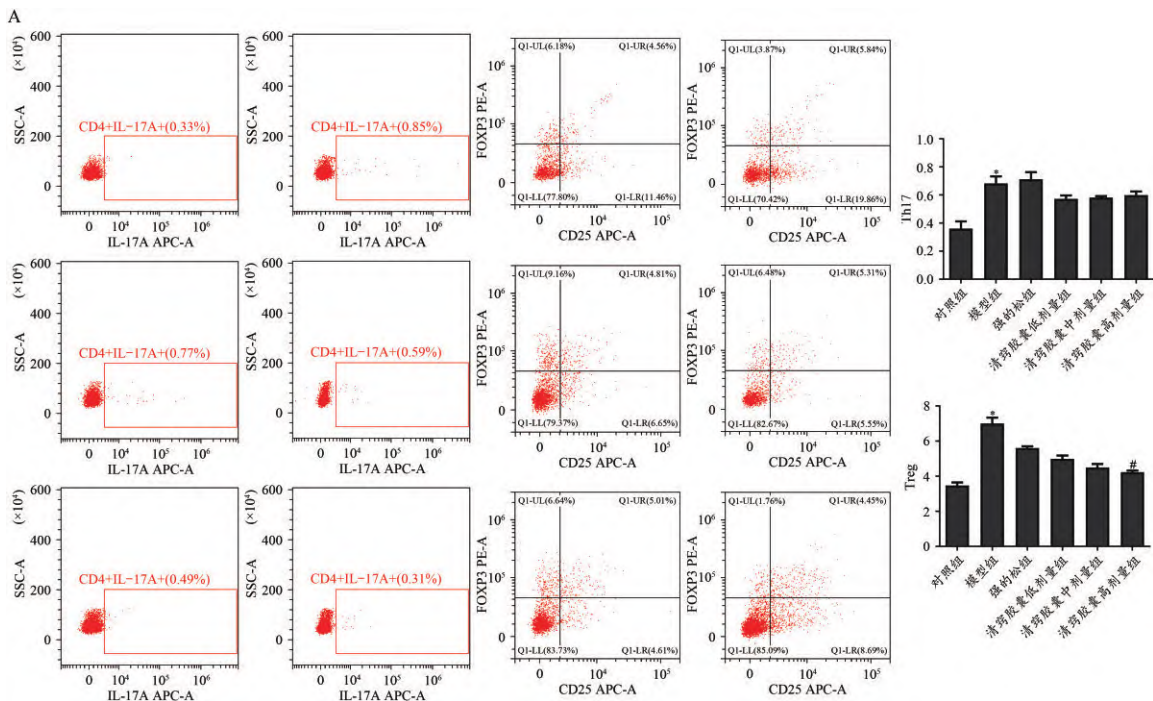 A
600
400
200
0
(×10⁴)
SSC-A
CD4+IL-17A+(0.33%)
0
10⁴
10⁵
10⁶
IL-17A APC-A
600
400
200
0
(×10⁴)
SSC-A
CD4+IL-17A+(0.85%)
0
10⁴
10⁵
10⁶
IL-17A APC-A
Q1-UL(6.18%)
Q1-UR(4.56%)
10⁶
10⁵
0
FOXP3 PE-A
Q1-LL(77.80%)
Q1-LR(11.46%)
0
10⁴
10⁵
CD25 APC-A
Q1-UL(3.87%)
Q1-UR(5.84%)
10⁶
10⁵
0
FOXP3 PE-A
Q1-LL(70.42%)
Q1-LR(19.86%)
0
10⁴
10⁵
CD25 APC-A
600
400
200
0
(×10⁴)
SSC-A
CD4+IL-17A+(0.77%)
0
10⁴
10⁵
10⁶
IL-17A APC-A
600
400
200
0
(×10⁴)
SSC-A
CD4+IL-17A+(0.59%)
0
10⁴
10⁵
10⁶
IL-17A APC-A
Q1-UL(9.16%)
Q1-UR(4.81%)
10⁶
10⁵
0
FOXP3 PE-A
Q1-LL(79.37%)
Q1-LR(6.65%)
0
10⁴
10⁵
CD25 APC-A
Q1-UL(6.48%)
Q1-UR(5.31%)
10⁶
10⁵
0
FOXP3 PE-A
Q1-LL(82.67%)
Q1-LR(5.55%)
0
10⁴
10⁵
CD25 APC-A
600
400
200
0
(×10⁴)
SSC-A
CD4+IL-17A+(0.49%)
0
10⁴
10⁵
10⁶
IL-17A APC-A
600
400
200
0
(×10⁴)
SSC-A
CD4+IL-17A+(0.31%)
0
10⁴
10⁵
10⁶
IL-17A APC-A
Q1-UL(6.64%)
Q1-UR(5.01%)
10⁶
10⁵
0
FOXP3 PE-A
Q1-LL(83.73%)
Q1-LR(4.61%)
0
10⁴
10⁵
CD25 APC-A
Q1-UL(1.76%)
Q1-UR(4.45%)
10⁶
10⁵
0
FOXP3 PE-A
Q1-LL(85.09%)
Q1-LR(8.69%)
0
10⁴
10⁵
CD25 APC-A
1.0
0.8
0.6
0.4
0.2
0.0
Th17
*
对照组
模型组
强的松组
清药胶囊低剂量组
清药胶囊中剂量组
清药胶囊高剂量组
8
6
4
2
0
Treg
*
#
对照组
模型组
强的松组
清药胶囊低剂量组
清药胶囊中剂量组
清药胶囊高剂量组